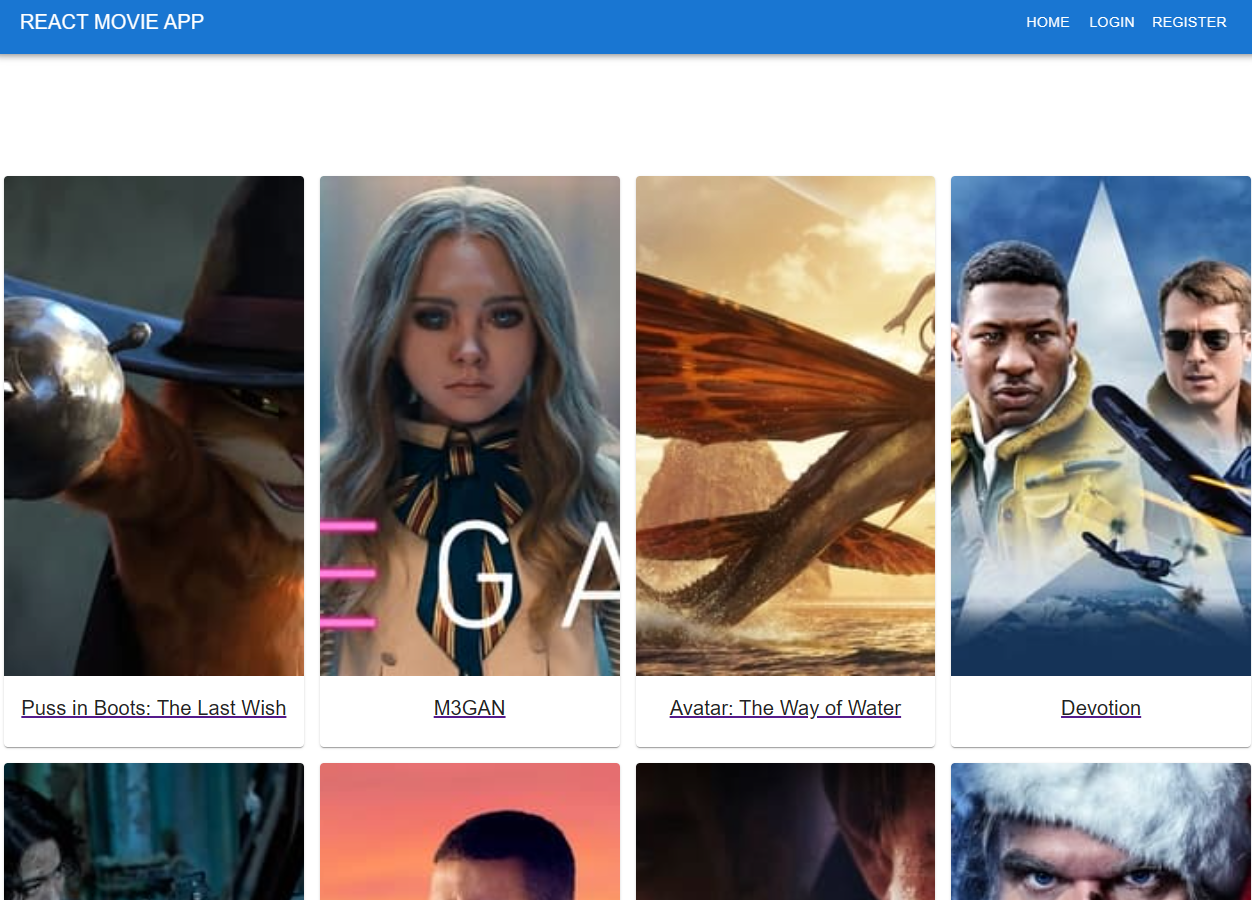 REACT MOVIE APP
HOME LOGIN REGISTER
GA
Puss in Boots: The Last Wish
M3GAN
Avatar: The Way of Water
Devotion